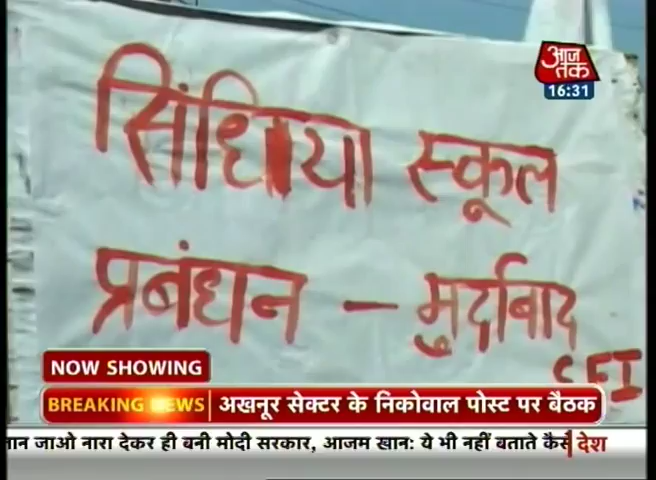 आज
तक
16:31
सिंधिया स्कूल
प्रबंधन - मुर्दाबाद
SFI
NOW SHOWING
BREAKING NEWS
अखनूर सेक्टर के निकोवाल पोस्ट पर बैठक
जाओ नारा देकर ही बनी मोदी सरकार, आजम खान: ये भी नहीं बताते कैसे देश